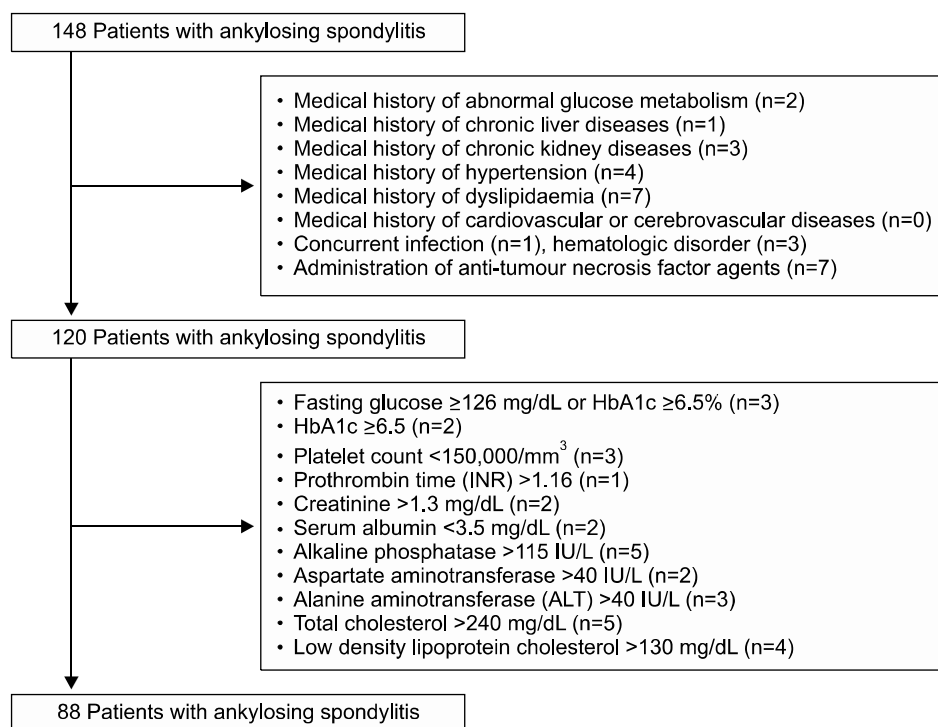 148 Patients with ankylosing spondylitis
• Medical history of abnormal glucose metabolism (n=2)
• Medical history of chronic liver diseases (n=1)
• Medical history of chronic kidney diseases (n=3)
• Medical history of hypertension (n=4)
• Medical history of dyslipidaemia (n=7)
• Medical history of cardiovascular or cerebrovascular diseases (n=0)
• Concurrent infection (n=1), hematologic disorder (n=3)
• Administration of anti-tumour necrosis factor agents (n=7)
120 Patients with ankylosing spondylitis
• Fasting glucose ≥126 mg/dL or HbA1c ≥6.5% (n=3)
• HbA1c ≥6.5 (n=2)
• Platelet count <150,000/mm³ (n=3)
• Prothrombin time (INR) >1.16 (n=1)
• Creatinine >1.3 mg/dL (n=2)
• Serum albumin <3.5 mg/dL (n=2)
• Alkaline phosphatase >115 IU/L (n=5)
• Aspartate aminotransferase >40 IU/L (n=2)
• Alanine aminotransferase (ALT) >40 IU/L (n=3)
• Total cholesterol >240 mg/dL (n=5)
• Low density lipoprotein cholesterol >130 mg/dL (n=4)
88 Patients with ankylosing spondylitis